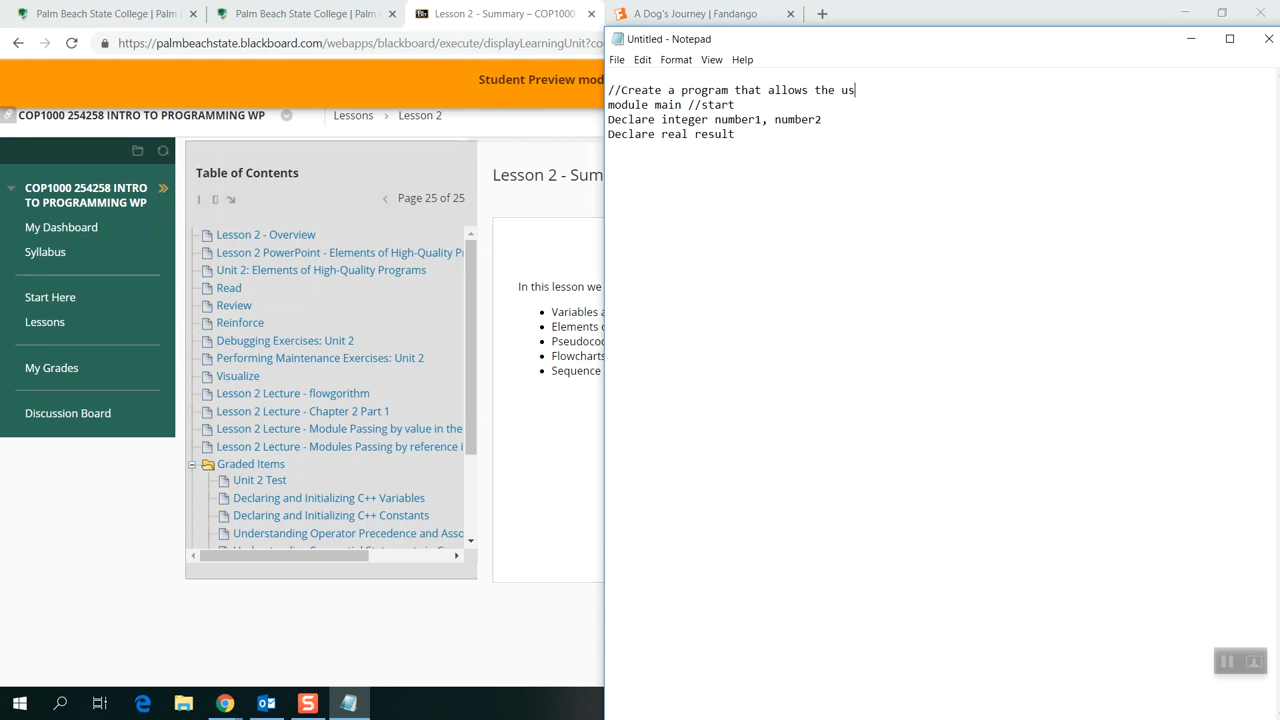 Palm Beach State College | Palm B
Palm Beach State College | Palm B
Lesson 2 - Summary – COP1000
A Dog's Journey | Fandango
https://palmbeachstate.blackboard.com/webapps/blackboard/execute/displayLearningUnit?co
Student Preview mod
COP1000 254258 INTRO TO PROGRAMMING WP
Lessons
Lesson 2
COP1000 254258 INTRO
TO PROGRAMMING WP
My Dashboard
Syllabus
Start Here
Lessons
My Grades
Discussion Board
Table of Contents
Page 25 of 25
Lesson 2 - Overview
Lesson 2 PowerPoint - Elements of High-Quality P
Unit 2: Elements of High-Quality Programs
Read
Review
Reinforce
Debugging Exercises: Unit 2
Performing Maintenance Exercises: Unit 2
Visualize
Lesson 2 Lecture - flowgorithm
Lesson 2 Lecture - Chapter 2 Part 1
Lesson 2 Lecture - Module Passing by value in the
Lesson 2 Lecture - Modules Passing by reference i
Graded Items
Unit 2 Test
Declaring and Initializing C++ Variables
Declaring and Initializing C++ Constants
Understanding Operator Precedence and Asso
Lesson 2 - Sum
In this lesson we
Variables a
Elements o
Pseudocod
Flowcharts
Sequence
Untitled - Notepad
File Edit Format View Help
//Create a program that allows the us
module main //start
Declare integer number1, number2
Declare real result